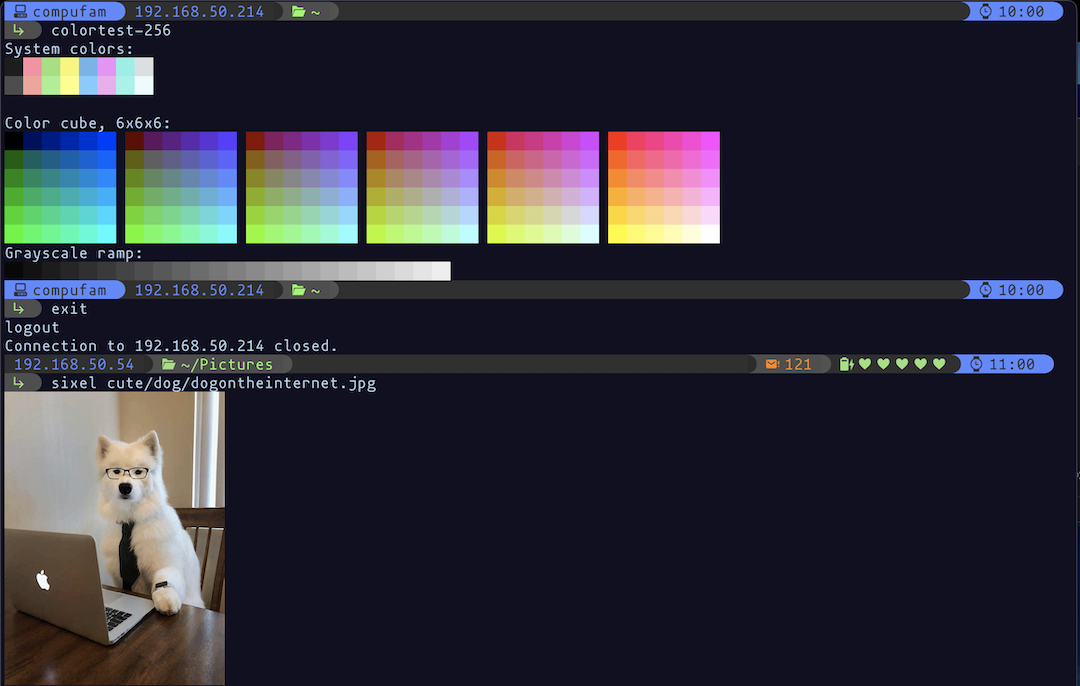 compufam 192.168.50.214 ~ 10:00
colortest-256
System colors:
Color cube, 6x6x6:
Grayscale ramp:
compufam 192.168.50.214 ~ 10:00
exit
logout
Connection to 192.168.50.214 closed.
192.168.50.54 ~/Pictures 121 11:00
sixel cute/dog/dogontheinternet.jpg